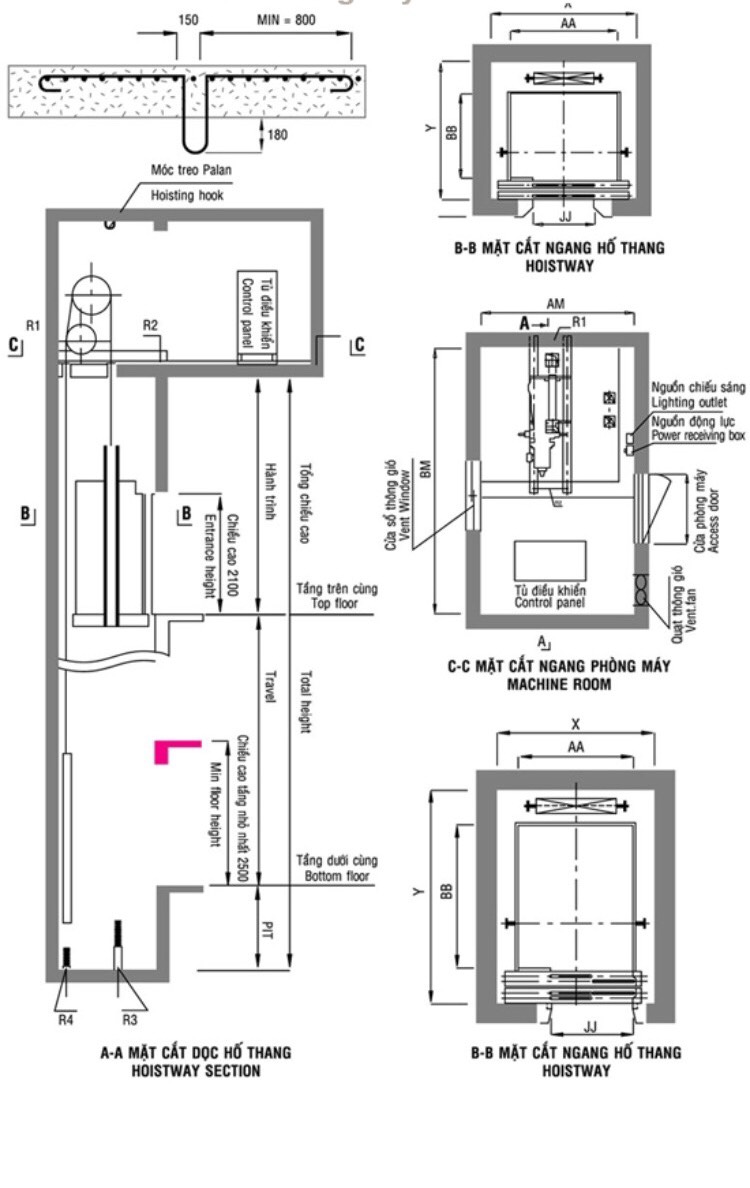 150
MIN = 800
180
Móc treo Palan
Hoisting hook
R1
R2
Tủ điều khiển
Control panel
C
C
B
B
Hành trình
Tổng chiều cao
Chiều cao 2100
Entrance height
Tầng trên cùng
Top floor
Travel
Total height
Chiều cao tầng nhỏ nhất 2500
Min floor height
Tầng dưới cùng
Bottom floor
PIT
R4
R3
A-A MẶT CẮT DỌC HỐ THANG
HOISTWAY SECTION
X
AA
Y
BB
JJ
B-B MẶT CẮT NGANG HỐ THANG
HOISTWAY
AM
A
R1
BM
Nguồn chiếu sáng
Lighting outlet
Nguồn động lực
Power receiving box
Cửa sổ thông gió
Vent Window
Cửa phòng máy
Access door
Tủ điều khiển
Control panel
Quạt thông gió
Vent.fan
A
C-C MẶT CẮT NGANG PHÒNG MÁY
MACHINE ROOM
X
AA
Y
BB
JJ
B-B MẶT CẮT NGANG HỐ THANG
HOISTWAY